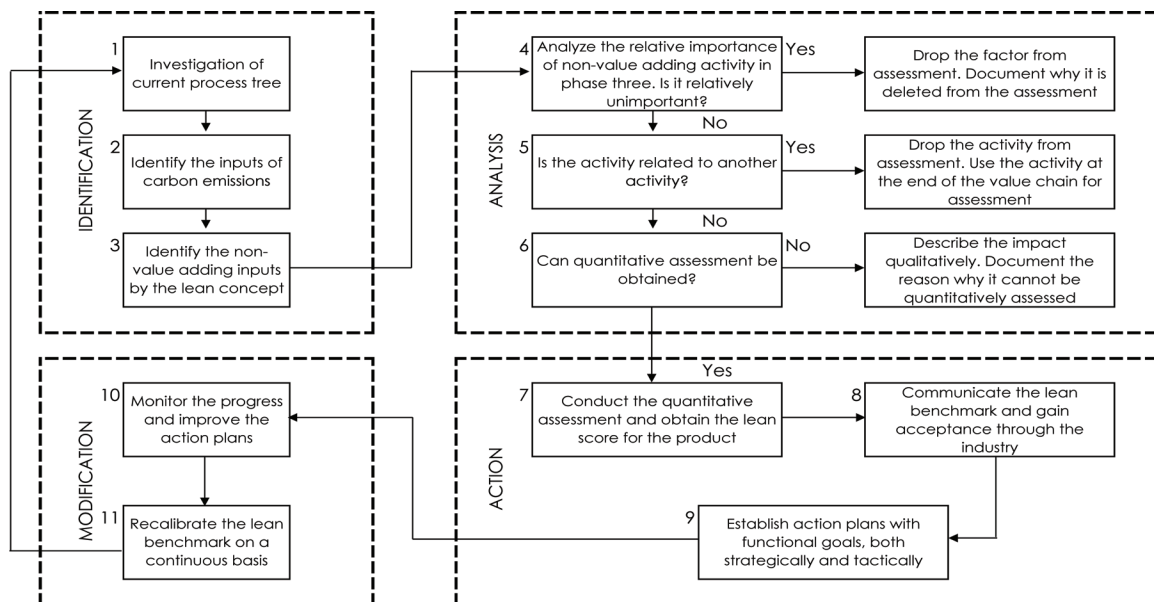 IDENTIFICATION
1
Investigation of
current process tree
2
Identify the inputs of
carbon emissions
3
Identify the non-
value adding inputs
by the lean concept
ANALYSIS
4
Analyze the relative importance
of non-value adding activity in
phase three. Is it relatively
unimportant?
Yes
Drop the factor from
assessment. Document why it is
deleted from the assessment
No
5
Is the activity related to another
activity?
Yes
Drop the activity from
assessment. Use the activity at
the end of the value chain for
assessment
No
6
Can quantitative assessment be
obtained?
No
Describe the impact
qualitatively. Document the
reason why it cannot be
quantitatively assessed
Yes
ACTION
7
Conduct the quantitative
assessment and obtain the lean
score for the product
8
Communicate the lean
benchmark and gain
acceptance through the
industry
9
Establish action plans with
functional goals, both
strategically and tactically
MODIFICATION
10
Monitor the progress
and improve the
action plans
11
Recalibrate the lean
benchmark on a
continuous basis